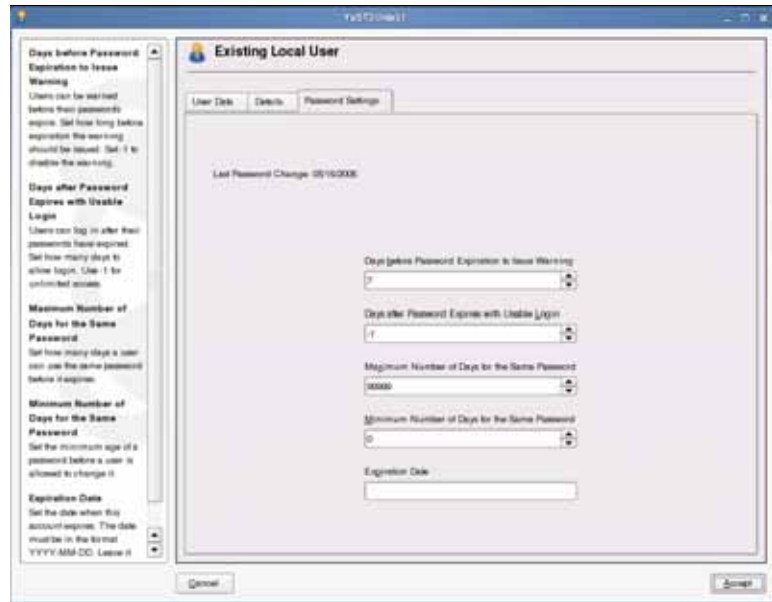 Days before Password
Expiration to Issue
Warning
Users can be warned
before their passwords
expire. Set how long before
expiration the warning
should be issued. Set -1 to
disable the warning.
Days after Password
Expires with Usable
Login
Users can log in after their
passwords have expired.
Set how many days to
allow login. Use -1 for
unlimited access.
Maximum Number of
Days for the Same
Password
Set how many days a user
can use the same password
before it expires.
Minimum Number of
Days for the Same
Password
Set the minimum age of a
password before a user is
allowed to change it.
Expiration Date
Set the date when this
account expires. The date
must be in the format
YYYY-MM-DD. Leave it
Existing Local User
User Data
Details
Password Settings
Last Password Change: 05/16/2006
Days before Password Expiration to Issue Warning
7
Days after Password Expires with Usable Login
-1
Maximum Number of Days for the Same Password
99999
Minimum Number of Days for the Same Password
0
Expiration Date
Cancel
Accept